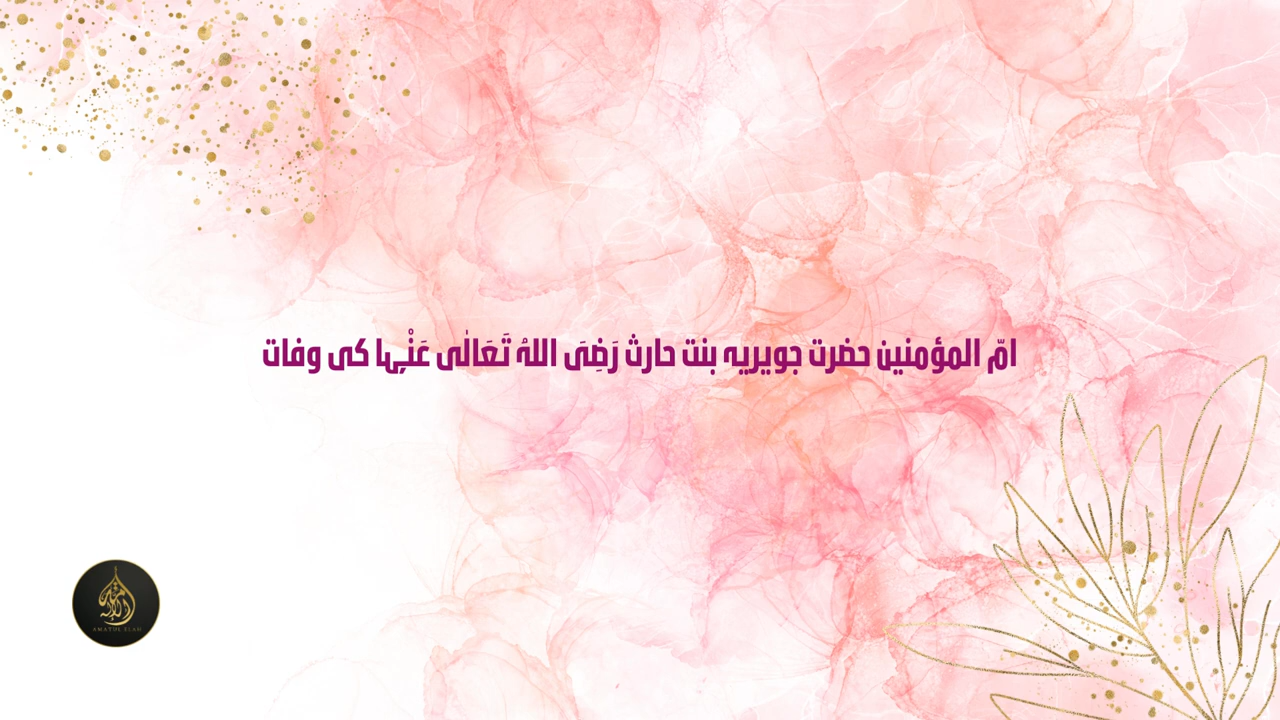 امّ المؤمنین حضرت جویریہ بنت حارث رَضِیَ اللہُ تَعَالٰی عَنْہا کی وفات